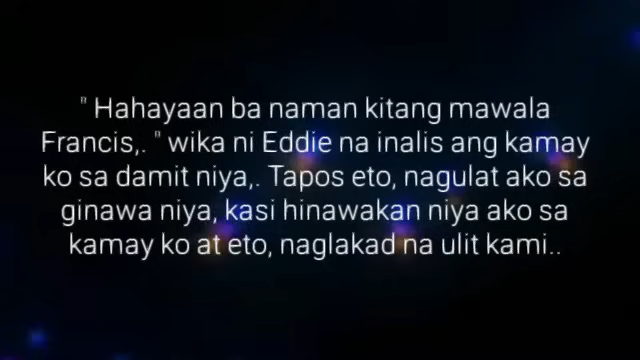 " Hahayaan ba naman kitang mawala
Francis,. " wika ni Eddie na inalis ang kamay
ko sa damit niya,. Tapos eto, nagulat ako sa
ginawa niya, kasi hinawakan niya ako sa
kamay ko at eto, naglakad na ulit kami..